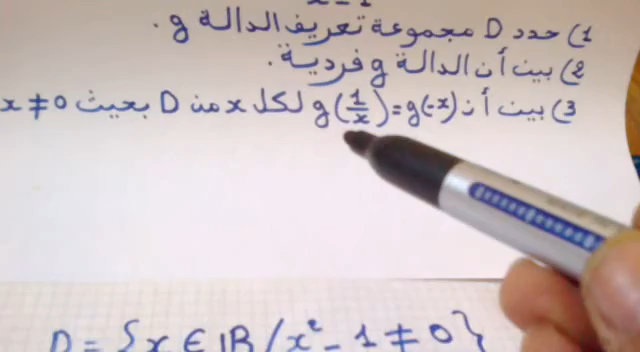 1) حدد D مجموعة تعريف الدالة g.
2) بين أن الدالة g فردية.
3) بين أن g(1/x)=g(-x) لكل x من D بحيث x≠0
D = {x ∈ IR / x² - 1 ≠ 0}